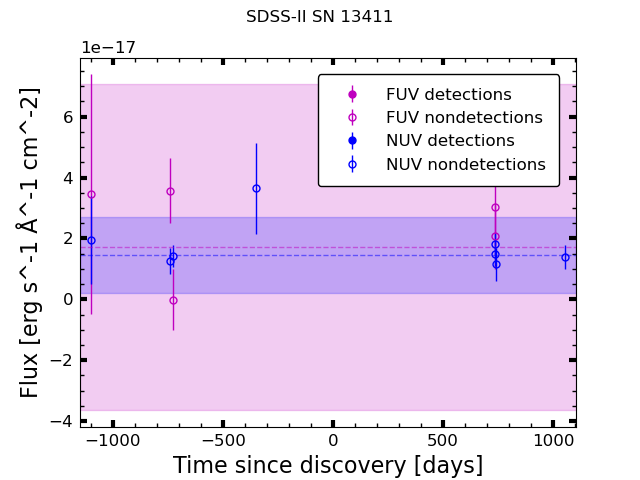 SDSS-II SN 13411
1e−17
FUV detections
FUV nondetections
NUV detections
NUV nondetections
6
4
2
0
−2
−4
Flux [erg s^-1 Å^-1 cm^-2]
−1000 −500 0 500 1000
Time since discovery [days]